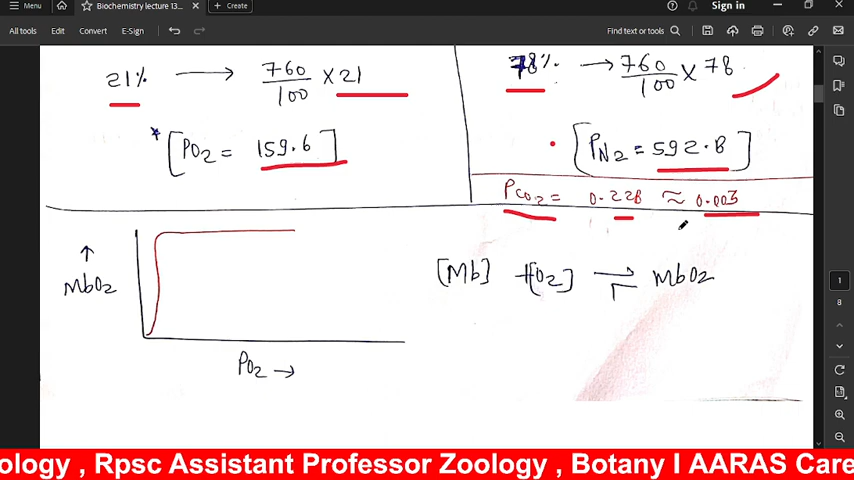 Menu
Biochemistry lecture 13...
Create
Sign in
All tools
Edit
Convert
E-Sign
Find text or tools
21% → 760/100 × 21
*[PO2 = 159.6]
78% → 760/100 × 78
[PN2 = 592.8]
PCO2 = 0.228 ≈ 0.003
↑
MbO2
PO2 →
[Mb] + [O2] ⇌ MbO2
1
8
ology , Rpsc Assistant Professor Zoology , Botany I AARAS Care